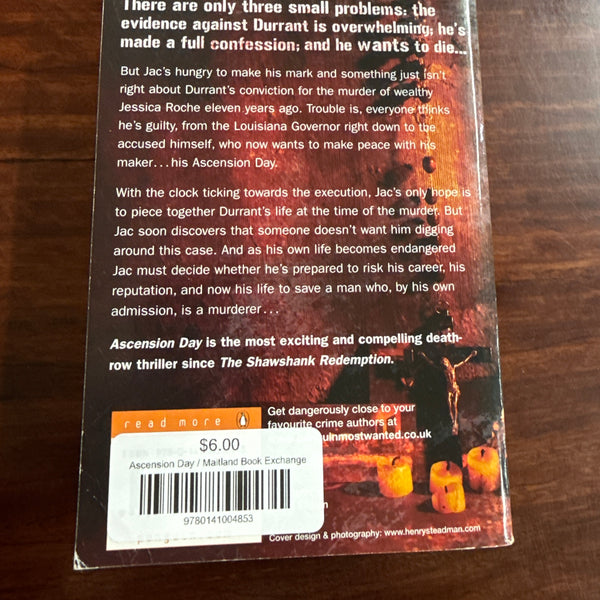 There are only three small problems: the
evidence against Durrant is overwhelming; he's
made a full confession; and he wants to die...
But Jac's hungry to make his mark and something just isn't
right about Durrant's conviction for the murder of wealthy
Jessica Roche eleven years ago. Trouble is, everyone thinks
he's guilty, from the Louisiana Governor right down to the
accused himself, who now wants to make peace with his
maker... his Ascension Day.
With the clock ticking towards the execution, Jac's only hope is
to piece together Durrant's life at the time of the murder. But
Jac soon discovers that someone doesn't want him digging
around this case. And as his own life becomes endangered
Jac must decide whether he's prepared to risk his career, his
reputation, and now his life to save a man who, by his own
admission, is a murderer...
Ascension Day is the most exciting and compelling death-
row thriller since The Shawshank Redemption.
read more
Get dangerously close to your
favourite crime authors at
uinmostwanted.co.uk
$6.00
Ascension Day / Maitland Book Exchange
9780141004853
Cover design & photography: www.henrysteadman.com